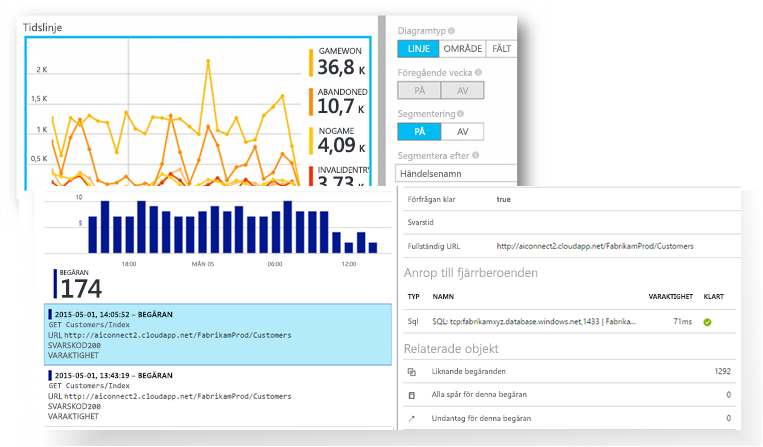 Tidslinje
2 K
1,5 K
1 K
0,5 K
GAMEWON
36,8 K
ABANDONED
10,7 K
NOGAME
4,09 K
INVALIDENTRY
3,73 K
Diagramtyp
LINJE OMRÅDE FÄLT
Föregående vecka
PÅ AV
Segmentering
PÅ AV
Segmentera efter
Händelsenamn
10
5
18:00 MÅN 05 06:00 12:00
BEGÄRAN
174
2015-05-01, 14:05:52 – BEGÄRAN
GET Customers/Index
URL http://aiconnect2.cloudapp.net/FabrikamProd/Customers
SVARSKOD200
VARAKTIGHET
2015-05-01, 13:43:19 – BEGÄRAN
GET Customers/Index
URL http://aiconnect2.cloudapp.net/FabrikamProd/Customers
SVARSKOD200
VARAKTIGHET
Förfrågan klar true
Svarstid
Fullständig URL http://aiconnect2.cloudapp.net/FabrikamProd/Customers
Anrop till fjärrberoenden
TYP NAMN VARAKTIGHET KLART
Sql SQL: tcp:fabrikamxyz.database.windows.net,1433 | Fabrika... 71ms
Relaterade objekt
Liknande begäranden 1292
Alla spår för denna begäran 0
Undantag för denna begäran 0